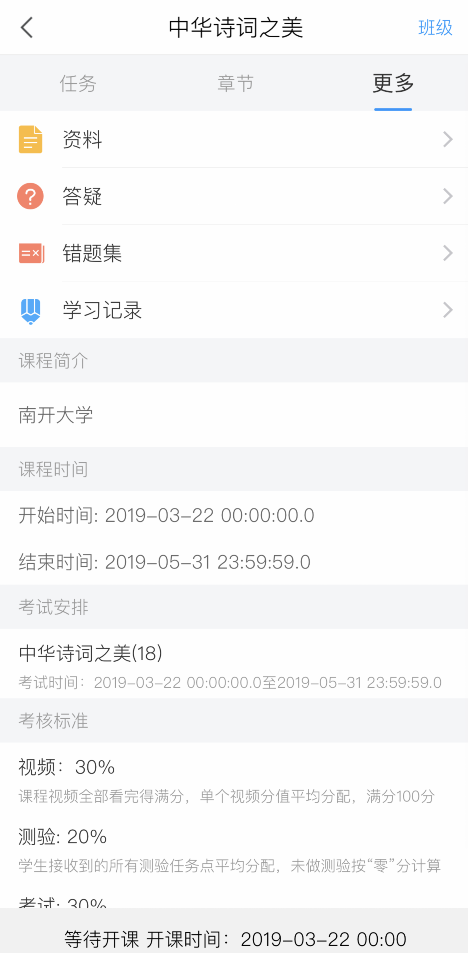 中华诗词之美
班级
任务
章节
更多
资料
答疑
错题集
学习记录
课程简介
南开大学
课程时间
开始时间: 2019-03-22 00:00:00.0
结束时间: 2019-05-31 23:59:59.0
考试安排
中华诗词之美(18)
考试时间：2019-03-22 00:00:00.0至2019-05-31 23:59:59.0
考核标准
视频：30%
课程视频全部看完得满分，单个视频分值平均分配，满分100分
测验: 20%
学生接收到的所有测验任务点平均分配，未做测验按“零”分计算
考试: 30%
等待开课 开课时间：2019-03-22 00:00